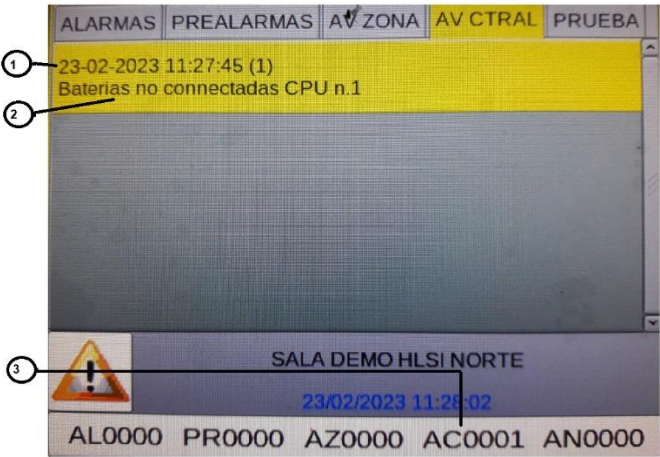 ALARMAS PREALARMAS AV ZONA AV CTRAL PRUEBA
1 23-02-2023 11:27:45 (1)
2 Baterias no connectadas CPU n.1
3 SALA DEMO HLSI NORTE
23/02/2023 11:28:02
AL0000 PR0000 AZ0000 AC0001 AN0000